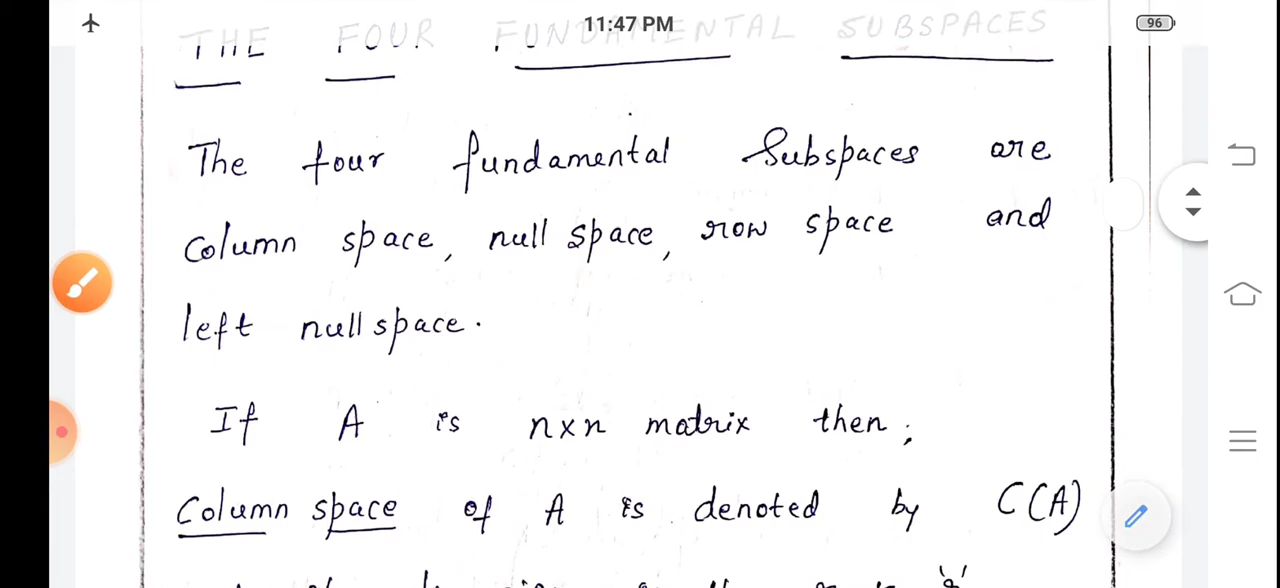 11:47 PM
96
THE FOUR FUNDAMENTAL SUBSPACES
The four fundamental Subspaces are
Column space, null space, row space and
left null space.
If A is n x n matrix then;
Column space of A is denoted by C(A)